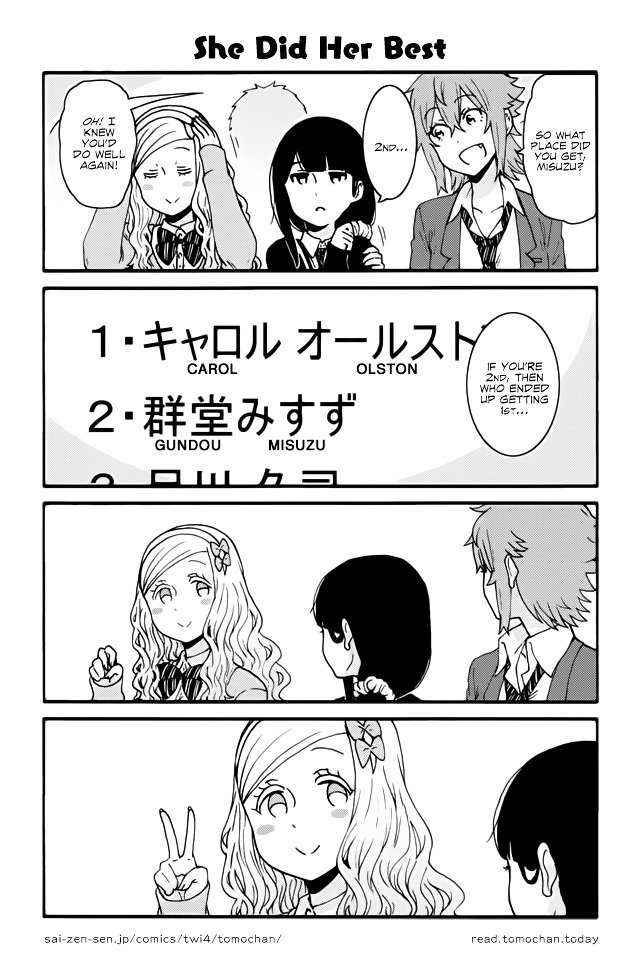 She Did Her Best
SO WHAT
PLACE DID
YOU GET,
MISUZU?
2ND...
OH! I
KNEW
YOU'D
DO WELL
AGAIN!
IF YOU'RE
2ND, THEN
WHO ENDED
UP GETTING
1ST...
1・キャロル オールスト
CAROL OLSTON
2・群堂みすず
GUNDOU MISUZU
sai-zen-sen.jp/comics/twi4/tomochan/
read.tomochan.today